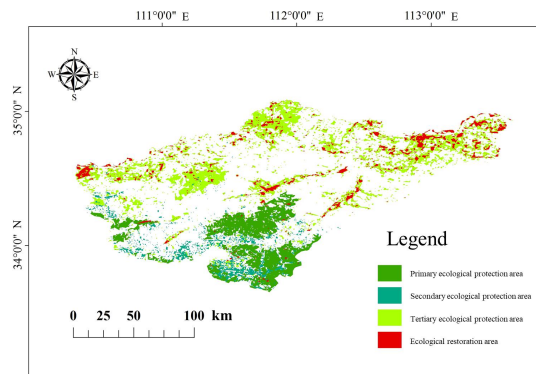 111°0'0" E 112°0'0" E 113°0'0" E
N
W E
S
35°0'0" N
34°0'0" N
Legend
Primary ecological protection area
Secondary ecological protection area
Tertiary ecological protection area
Ecological restoration area
0 25 50 100 km